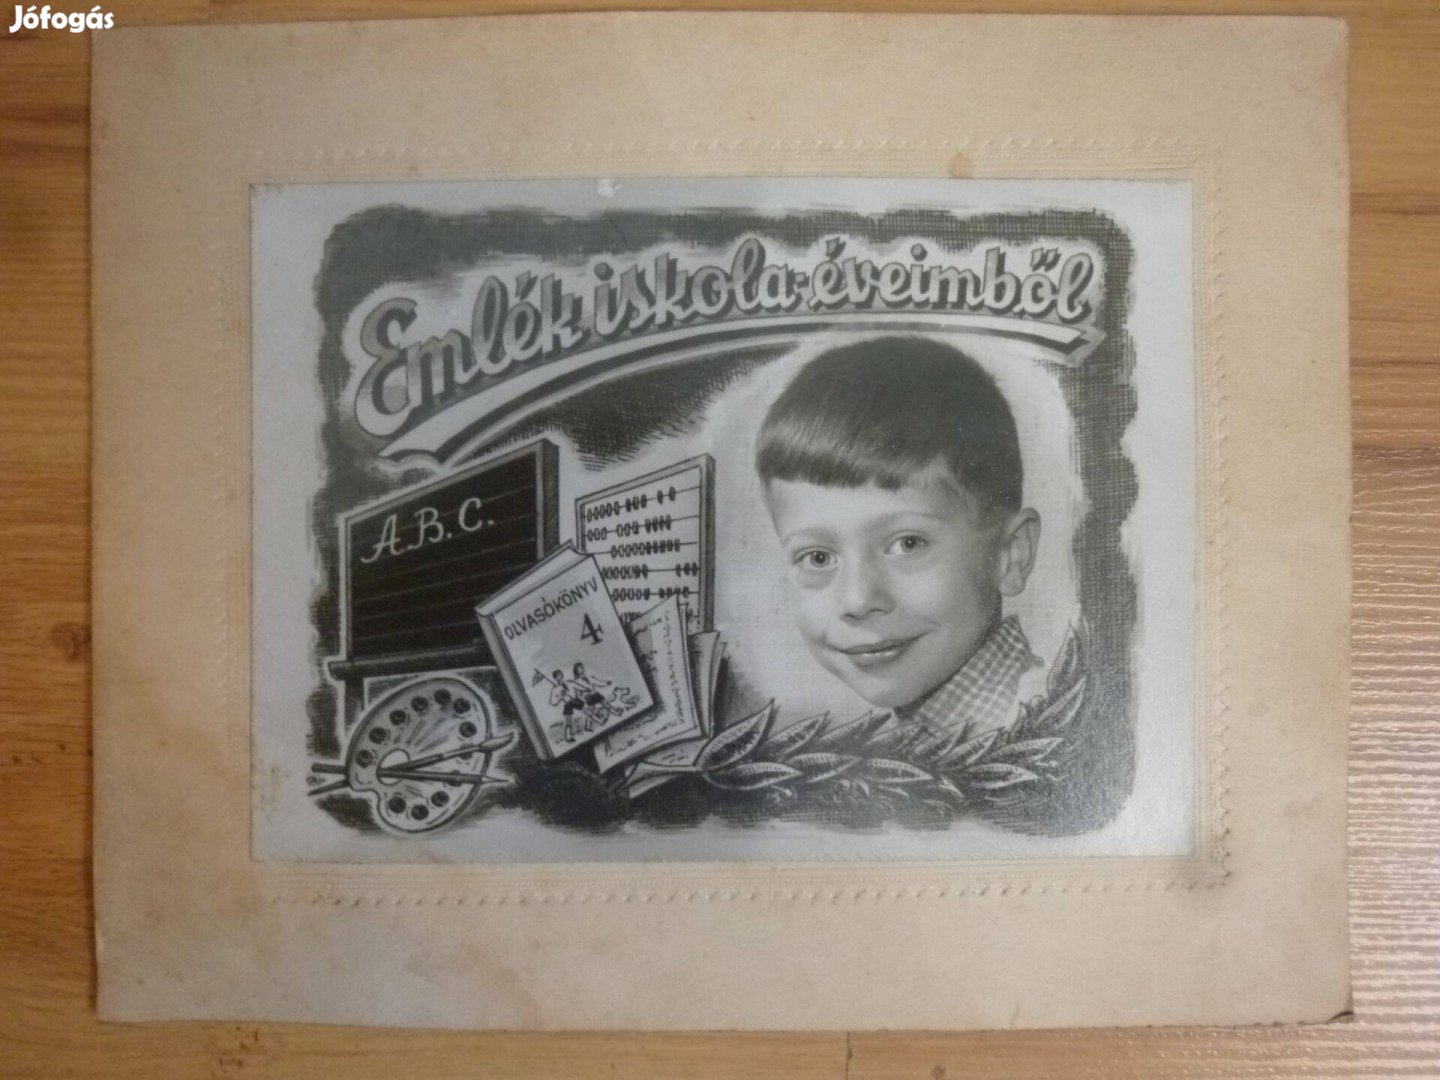 Jófogás
Emlék iskola-éveimből
A.B.C.
OLVASÓKÖNYV
4